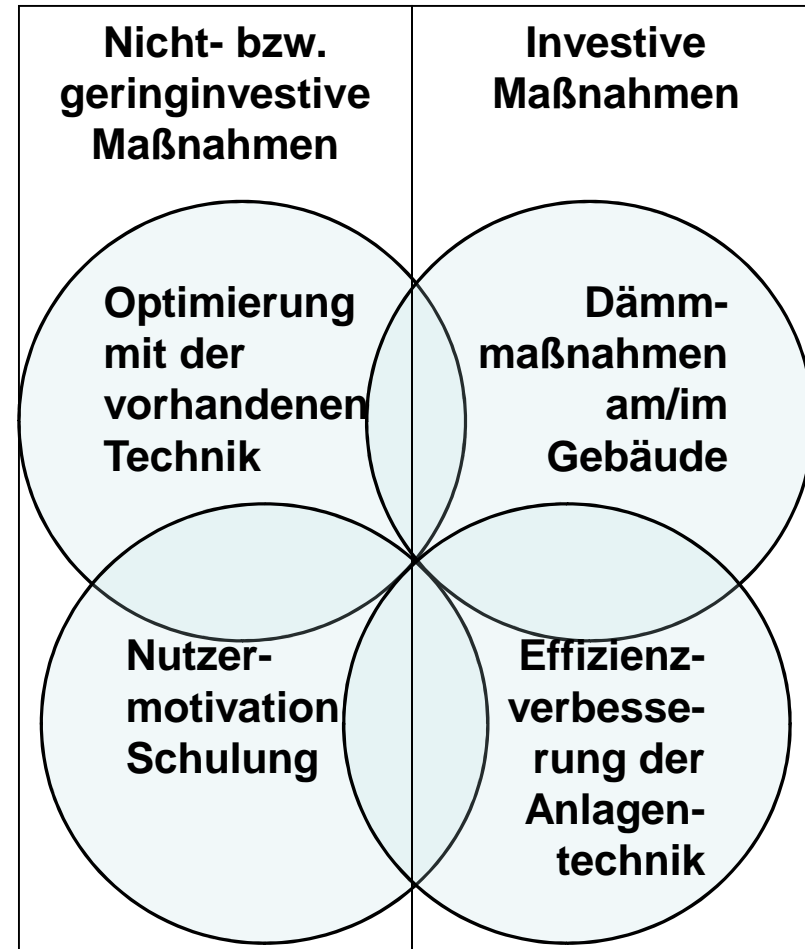 Nicht- bzw.
geringinvestive
Maßnahmen
Investive
Maßnahmen
Optimierung
mit der
vorhandenen
Technik
Dämm-
maßnahmen
am/im
Gebäude
Nutzer-
motivation
Schulung
Effizienz-
verbesse-
rung der
Anlagen-
technik